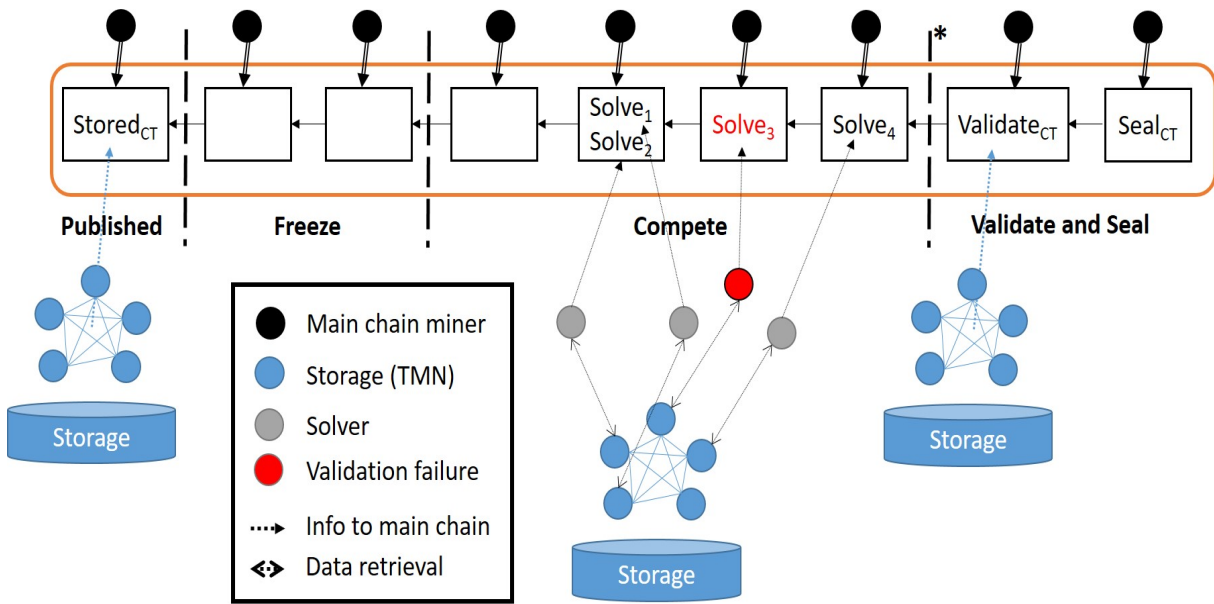 *
Stored_CT
Solve_1
Solve_2
Solve_3
Solve_4
Validate_CT
Seal_CT
Published
Freeze
Compete
Validate and Seal
Main chain miner
Storage (TMN)
Solver
Validation failure
Info to main chain
Data retrieval
Storage
Storage
Storage